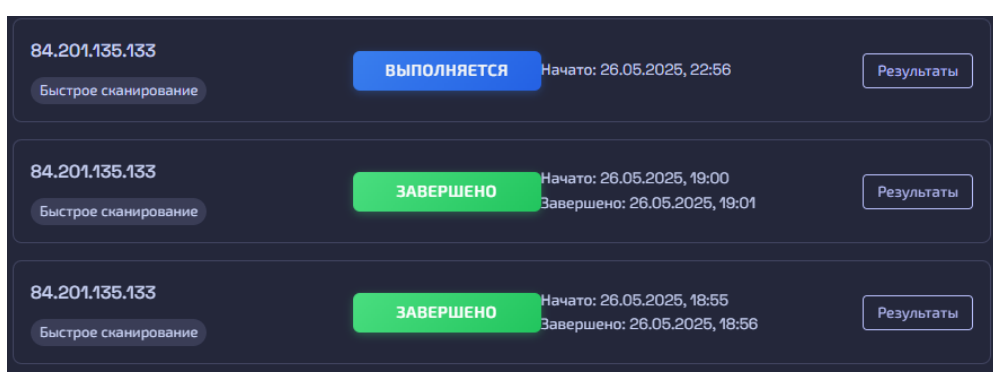 84.201.135.133
Быстрое сканирование
ВЫПОЛНЯЕТСЯ
Начато: 26.05.2025, 22:56
Результаты
84.201.135.133
Быстрое сканирование
ЗАВЕРШЕНО
Начато: 26.05.2025, 19:00
Завершено: 26.05.2025, 19:01
Результаты
84.201.135.133
Быстрое сканирование
ЗАВЕРШЕНО
Начато: 26.05.2025, 18:55
Завершено: 26.05.2025, 18:56
Результаты